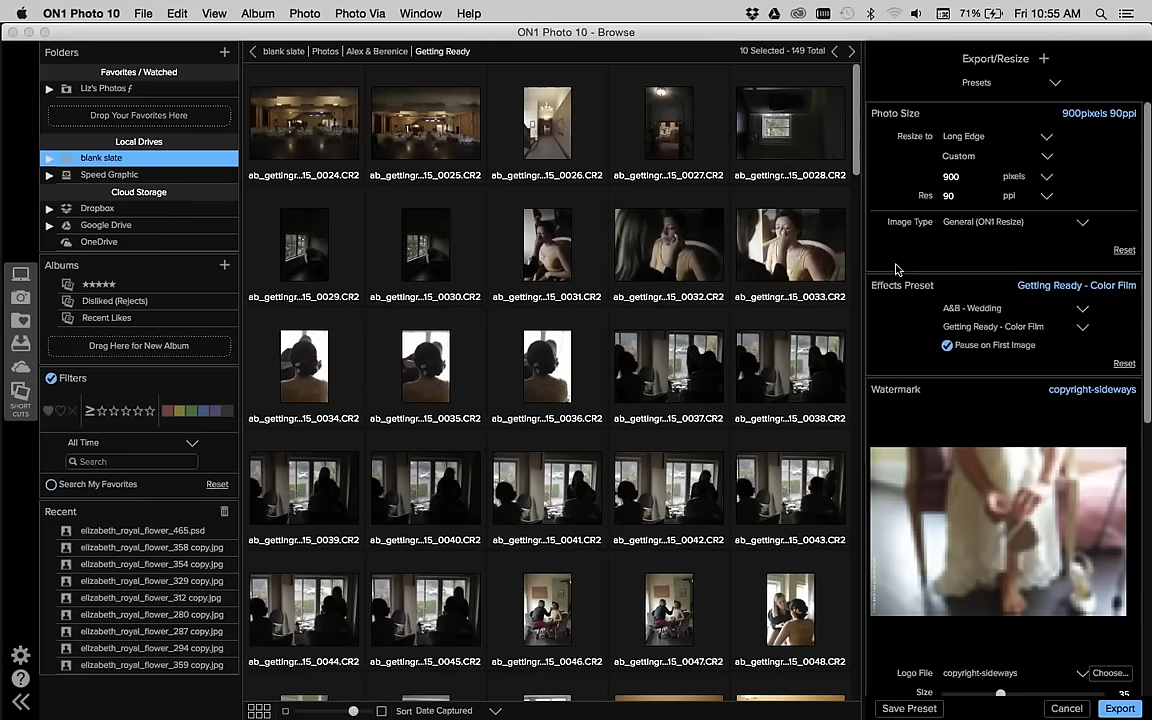 ON1 Photo 10 File Edit View Album Photo Photo Via Window Help 71% Fri 10:55 AM
ON1 Photo 10 - Browse
Folders
Favorites / Watched
Liz's Photos
Drop Your Favorites Here
Local Drives
blank slate
Speed Graphic
Cloud Storage
Dropbox
Google Drive
OneDrive
Albums
★★★★★
Disliked (Rejects)
Recent Likes
Drag Here for New Album
Filters
≥☆☆☆☆☆
All Time
Search
Search My Favorites Reset
Recent
elizabeth_royal_flower_465.psd
elizabeth_royal_flower_358 copy.jpg
elizabeth_royal_flower_354 copy.jpg
elizabeth_royal_flower_329 copy.jpg
elizabeth_royal_flower_312 copy.jpg
elizabeth_royal_flower_280 copy.jpg
elizabeth_royal_flower_287 copy.jpg
elizabeth_royal_flower_294 copy.jpg
elizabeth_royal_flower_359 copy.jpg
SHORT
CUTS
blank slate | Photos | Alex & Berenice | Getting Ready 10 Selected - 149 Total
ab_gettingr...15_0024.CR2 ab_gettingr...15_0025.CR2 ab_gettingr...15_0026.CR2 ab_gettingr...15_0027.CR2 ab_gettingr...15_0028.CR2
ab_gettingr...15_0029.CR2 ab_gettingr...15_0030.CR2 ab_gettingr...15_0031.CR2 ab_gettingr...15_0032.CR2 ab_gettingr...15_0033.CR2
ab_gettingr...15_0034.CR2 ab_gettingr...15_0035.CR2 ab_gettingr...15_0036.CR2 ab_gettingr...15_0037.CR2 ab_gettingr...15_0038.CR2
ab_gettingr...15_0039.CR2 ab_gettingr...15_0040.CR2 ab_gettingr...15_0041.CR2 ab_gettingr...15_0042.CR2 ab_gettingr...15_0043.CR2
ab_gettingr...15_0044.CR2 ab_gettingr...15_0045.CR2 ab_gettingr...15_0046.CR2 ab_gettingr...15_0047.CR2 ab_gettingr...15_0048.CR2
Sort Date Captured
Export/Resize
Presets
Photo Size 900pixels 90ppi
Resize to Long Edge
Custom
900 pixels
Res 90 ppi
Image Type General (ON1 Resize)
Reset
Effects Preset Getting Ready - Color Film
A&B - Wedding
Getting Ready - Color Film
Pause on First Image
Reset
Watermark copyright-sideways
Logo File copyright-sideways Choose...
Size 35
Save Preset Cancel Export